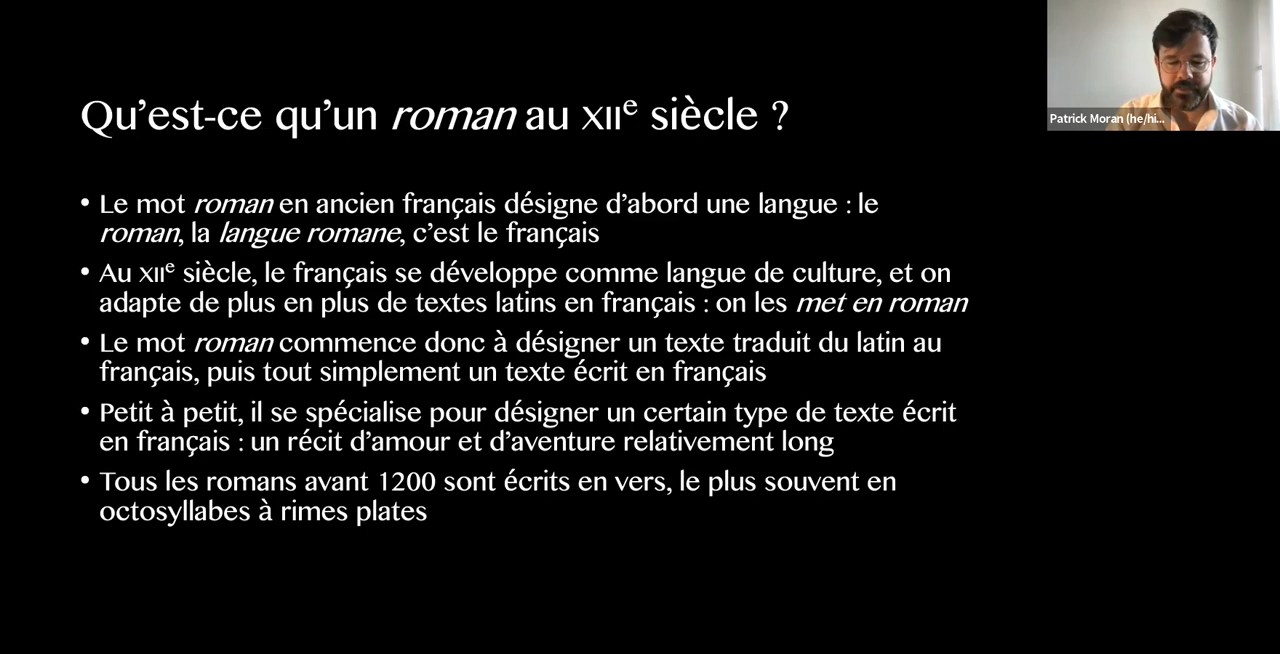 Qu'est-ce qu'un roman au XIIe siècle ?
Patrick Moran (he/hi...
• Le mot roman en ancien français désigne d'abord une langue : le
roman, la langue romane, c'est le français
• Au XIIe siècle, le français se développe comme langue de culture, et on
adapte de plus en plus de textes latins en français : on les met en roman
• Le mot roman commence donc à désigner un texte traduit du latin au
français, puis tout simplement un texte écrit en français
• Petit à petit, il se spécialise pour désigner un certain type de texte écrit
en français : un récit d'amour et d'aventure relativement long
• Tous les romans avant 1200 sont écrits en vers, le plus souvent en
octosyllabes à rimes plates